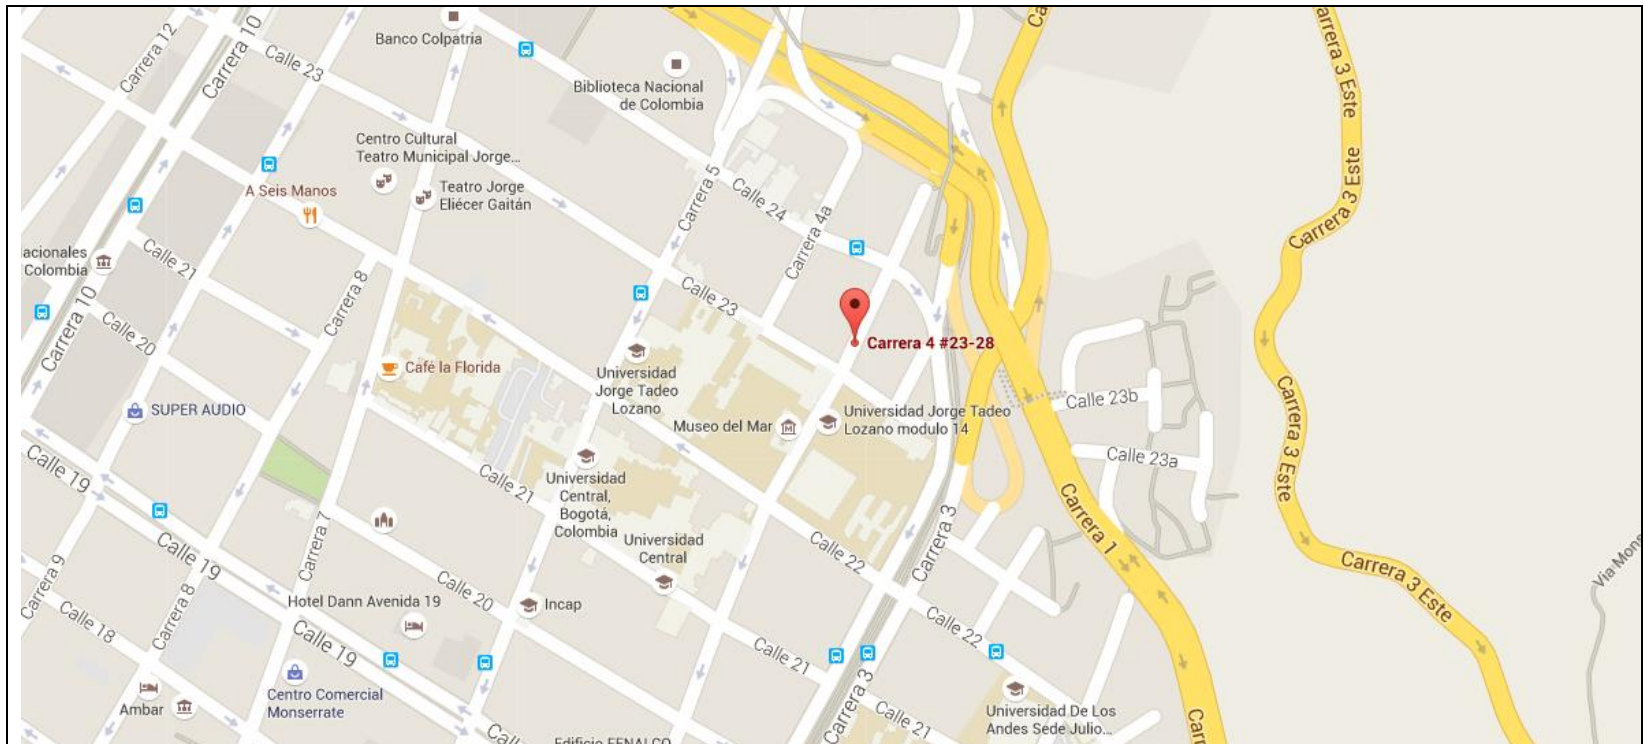 Carrera 12
Carrera 10
Banco Colpatria
Carrera 3 Este
Calle 23
Biblioteca Nacional
de Colombia
Centro Cultural
Teatro Municipal Jorge...
A Seis Manos
Teatro Jorge
Eliécer Gaitán
Carrera 5
Calle 24
Carrera 4a
Carrera 3 Este
Carrera 3 Este
acionales
Colombia
Calle 21
Carrera 8
Calle 23
Carrera 10
Calle 20
Carrera 4 #23-28
Café la Florida
Universidad
Jorge Tadeo
Lozano
SUPER AUDIO
Museo del Mar
Universidad Jorge Tadeo
Lozano modulo 14
Calle 23b
Calle 23a
Carrera 3 Este
Calle 19
Calle 21
Universidad
Central,
Bogotá,
Colombia
Universidad
Central
Carrera 7
Calle 19
Calle 22
Carrera 3
Carrera 1
Carrera 3 Este
Carrera 9
Calle 18
Carrera 8
Hotel Dann Avenida 19
Calle 20
Incap
Calle 19
Calle 21
Calle 22
Centro Comercial
Monserrate
Ambar
Carrera 3
Calle 21
Universidad De Los
Andes Sede Julio...
Edificio FENALCO